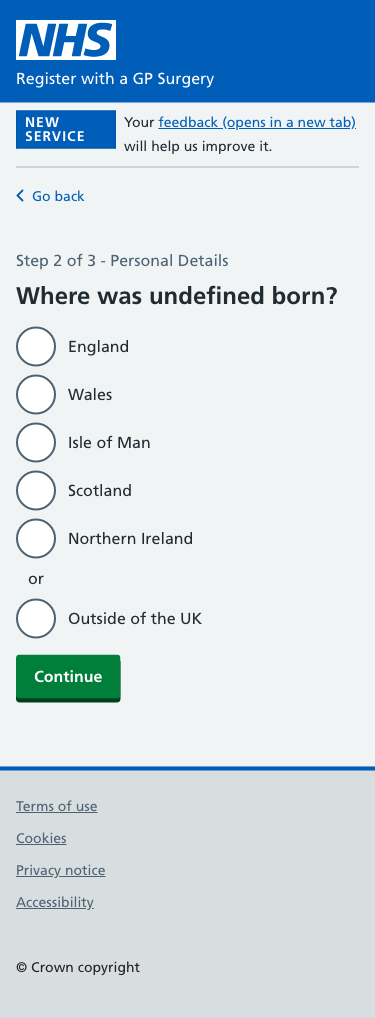 NHS
Register with a GP Surgery
NEW
SERVICE
Your feedback (opens in a new tab)
will help us improve it.
Go back
Step 2 of 3 - Personal Details
Where was undefined born?
England
Wales
Isle of Man
Scotland
Northern Ireland
or
Outside of the UK
Continue
Terms of use
Cookies
Privacy notice
Accessibility
© Crown copyright